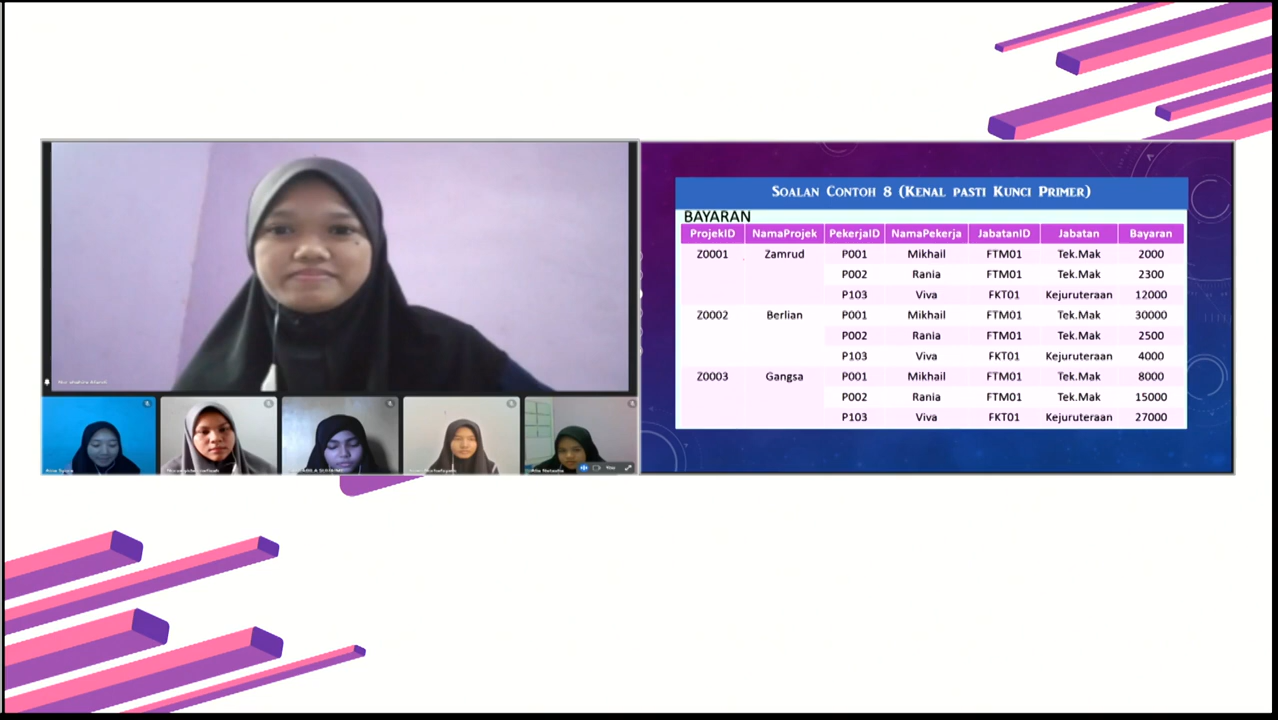 SOALAN CONTOH 8 (KENAL PASTI KUNCI PRIMER)
BAYARAN
ProjekID NamaProjek PekerjaID NamaPekerja JabatanID Jabatan Bayaran
Z0001 Zamrud P001 Mikhail FTM01 Tek.Mak 2000
P002 Rania FTM01 Tek.Mak 2300
P103 Viva FKT01 Kejuruteraan 12000
Z0002 Berlian P001 Mikhail FTM01 Tek.Mak 30000
P002 Rania FTM01 Tek.Mak 2500
P103 Viva FKT01 Kejuruteraan 4000
Z0003 Gangsa P001 Mikhail FTM01 Tek.Mak 8000
P002 Rania FTM01 Tek.Mak 15000
P103 Viva FKT01 Kejuruteraan 27000
You